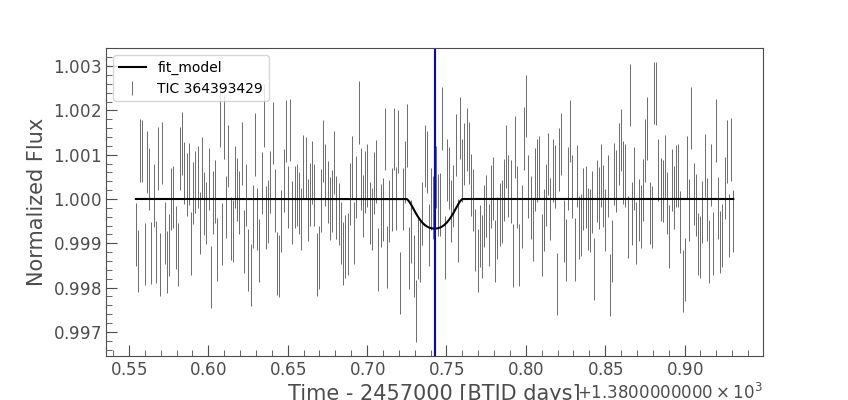 fit_model
TIC 364393429
1.003
1.002
1.001
1.000
0.999
0.998
0.997
Normalized Flux
0.55 0.60 0.65 0.70 0.75 0.80 0.85 0.90
Time - 2457000 [BTJD days]
+1.3800000000 × 10³